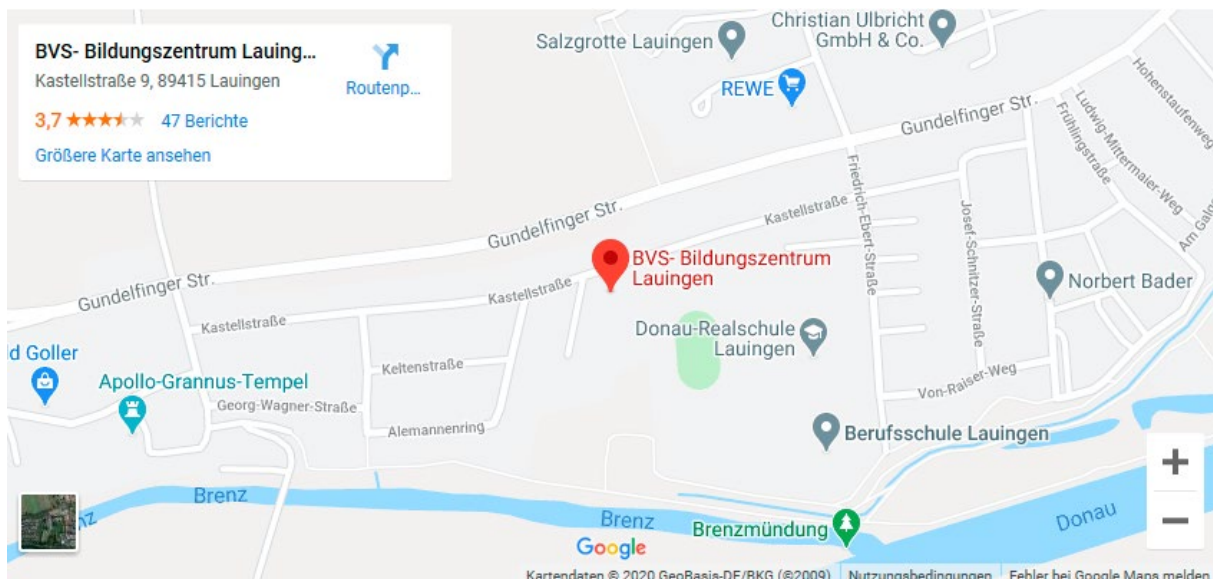 BVS- Bildungszentrum Lauing...
Kastellstraße 9, 89415 Lauingen
Routenp...
3,7
47 Berichte
Größere Karte ansehen
Salzgrotte Lauingen
Christian Ulbricht
GmbH & Co.
REWE
Gundelfinger Str.
Hohenstaufenweg
Ludwig-Mittermaier-Weg
Frühlingstraße
Am Galg
Friedrich-Ebert-Straße
Kastellstraße
Josef-Schnitzer-Straße
Gundelfinger Str.
BVS- Bildungszentrum
Lauingen
Norbert Bader
Gundelfinger Str.
Kastellstraße
Kastellstraße
Donau-Realschule
Lauingen
d Goller
Keltenstraße
Von-Raiser-Weg
Apollo-Grannus-Tempel
Georg-Wagner-Straße
Alemannenring
Berufsschule Lauingen
+
−
Brenz
Brenz
nz
Brenzmündung
Donau
Google
Kartendaten © 2020 GeoBasis-DE/BKG (©2009)
Nutzungsbedingungen
Fehler bei Google Maps melden